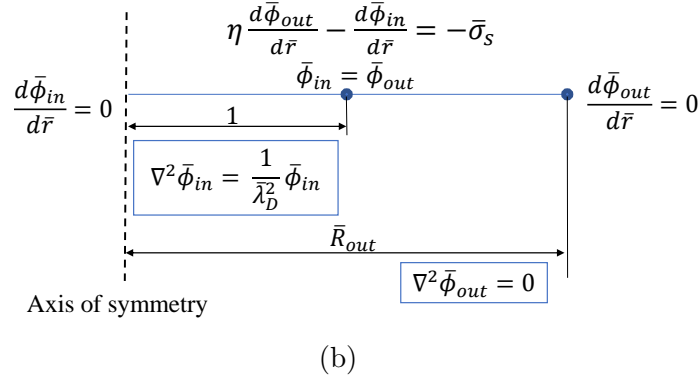 η dϕ̄_out/dr̄ − dϕ̄_in/dr̄ = −σ̄_s
ϕ̄_in = ϕ̄_out
dϕ̄_in/dr̄ = 0
dϕ̄_out/dr̄ = 0
1
∇²ϕ̄_in = 1/λ̄_D² ϕ̄_in
R̄_out
∇²ϕ̄_out = 0
Axis of symmetry
(b)